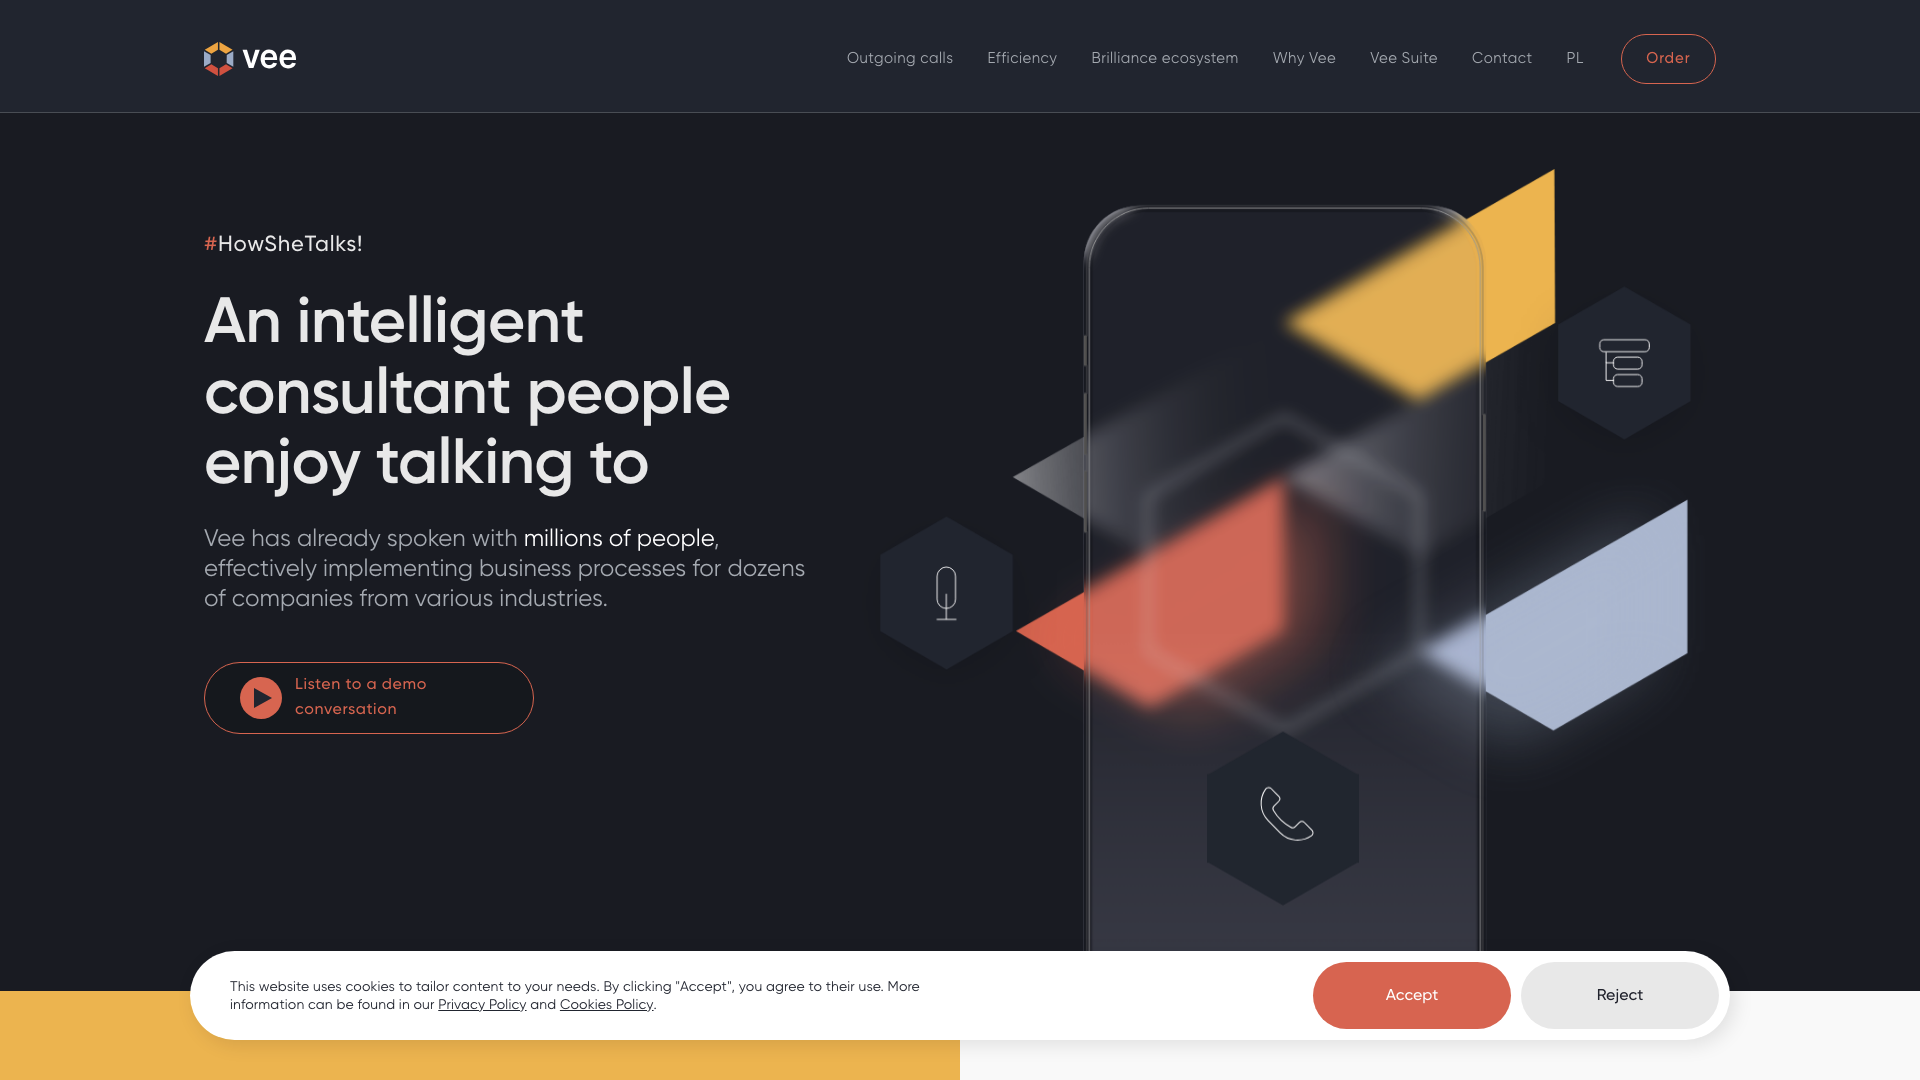 vee
Outgoing calls
Efficiency
Brilliance ecosystem
Why Vee
Vee Suite
Contact
PL
Order
#HowSheTalks!
An intelligent
consultant people
enjoy talking to
Vee has already spoken with millions of people,
effectively implementing business processes for dozens
of companies from various industries.
Listen to a demo
conversation
This website uses cookies to tailor content to your needs. By clicking "Accept", you agree to their use. More
information can be found in our Privacy Policy and Cookies Policy.
Accept
Reject